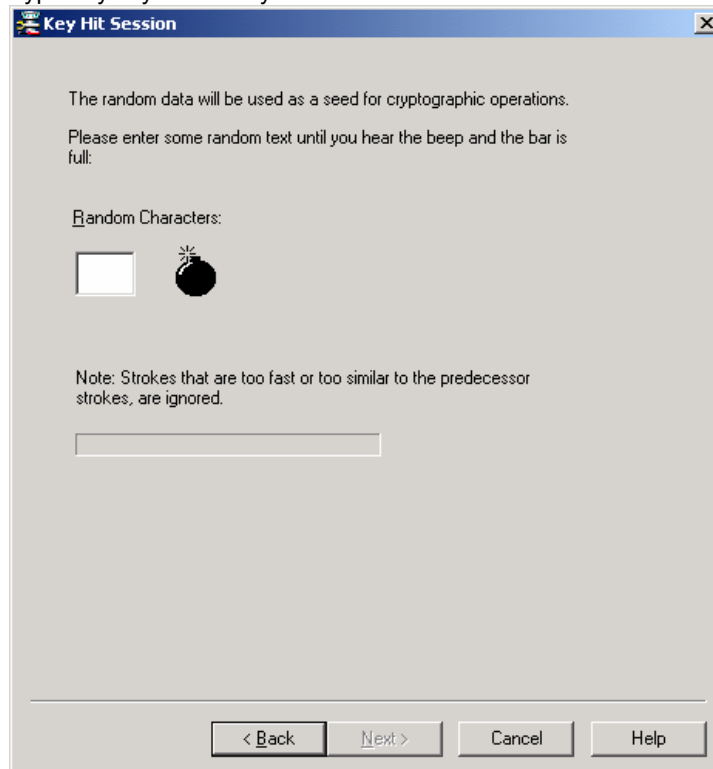 Key Hit Session
The random data will be used as a seed for cryptographic operations.
Please enter some random text until you hear the beep and the bar is
full:
Random Characters:
Note: Strokes that are too fast or too similar to the predecessor
strokes, are ignored.
< Back Next > Cancel Help